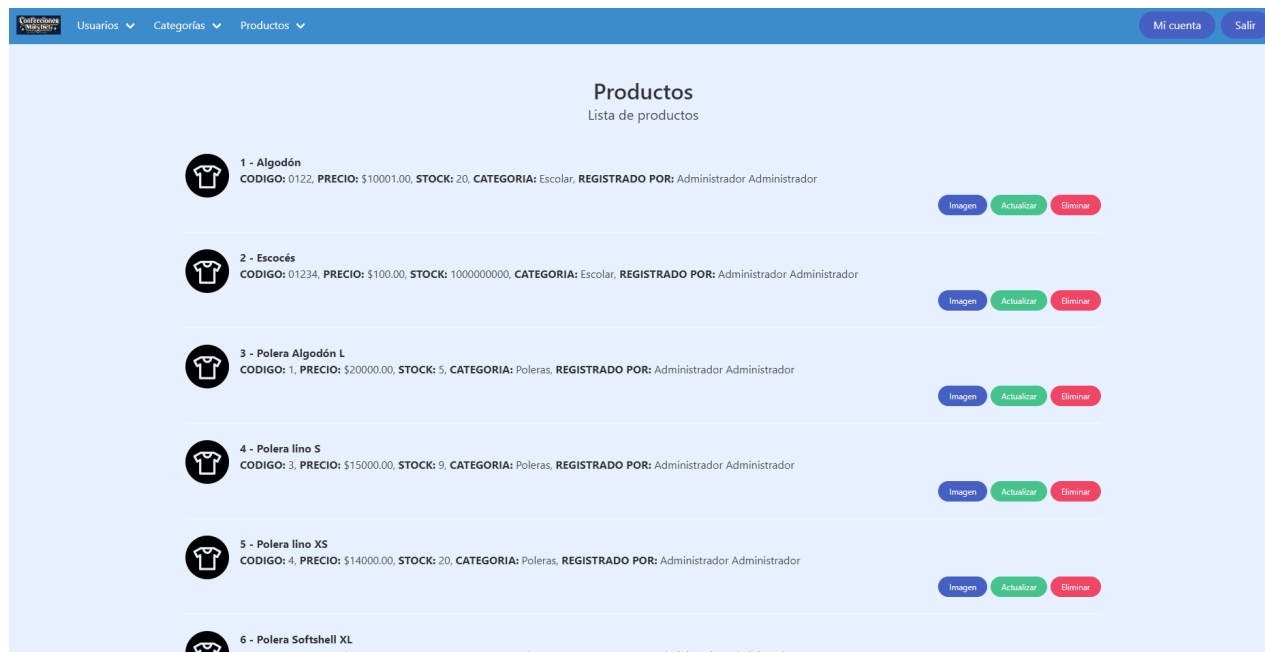 Confecciones
Marybel
Usuarios
Categorías
Productos
Mi cuenta
Salir
Productos
Lista de productos
1 - Algodón
CODIGO: 0122, PRECIO: $10001.00, STOCK: 20, CATEGORIA: Escolar, REGISTRADO POR: Administrador Administrador
Imagen Actualizar Eliminar
2 - Escocés
CODIGO: 01234, PRECIO: $100.00, STOCK: 1000000000, CATEGORIA: Escolar, REGISTRADO POR: Administrador Administrador
Imagen Actualizar Eliminar
3 - Polera Algodón L
CODIGO: 1, PRECIO: $20000.00, STOCK: 5, CATEGORIA: Poleras, REGISTRADO POR: Administrador Administrador
Imagen Actualizar Eliminar
4 - Polera lino S
CODIGO: 3, PRECIO: $15000.00, STOCK: 9, CATEGORIA: Poleras, REGISTRADO POR: Administrador Administrador
Imagen Actualizar Eliminar
5 - Polera lino XS
CODIGO: 4, PRECIO: $14000.00, STOCK: 20, CATEGORIA: Poleras, REGISTRADO POR: Administrador Administrador
Imagen Actualizar Eliminar
6 - Polera Softshell XL